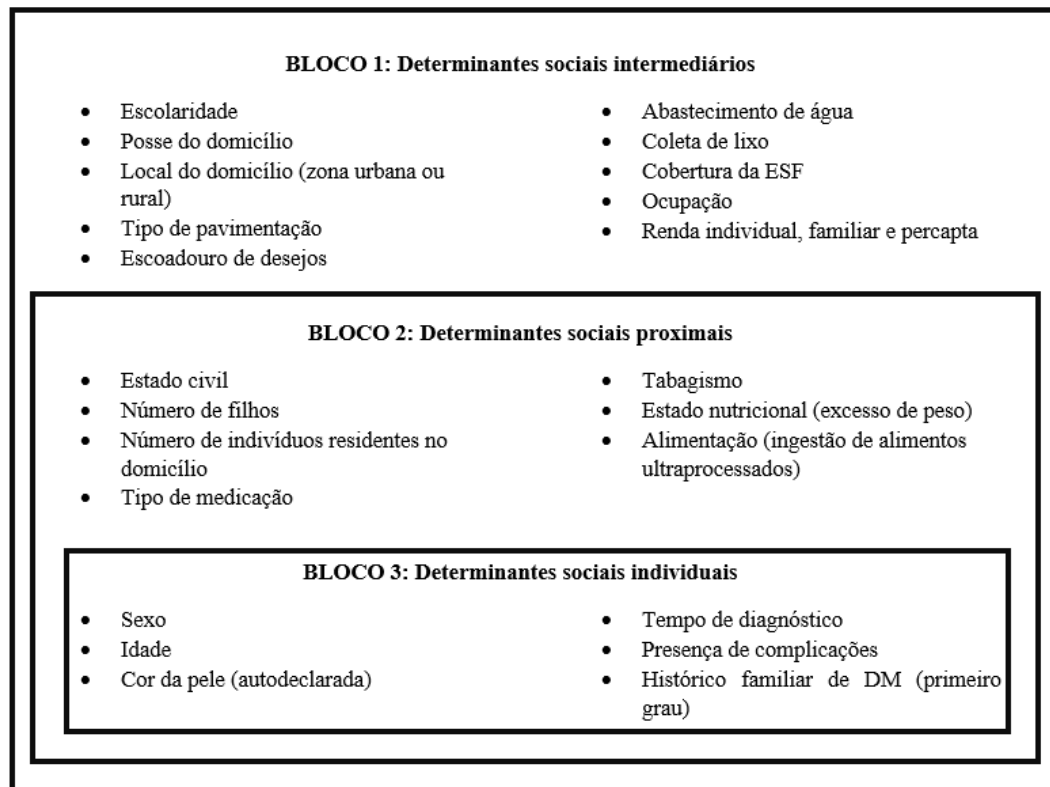 BLOCO 1: Determinantes sociais intermediários
• Escolaridade
• Posse do domicílio
• Local do domicílio (zona urbana ou
rural)
• Tipo de pavimentação
• Escoadouro de desejos
• Abastecimento de água
• Coleta de lixo
• Cobertura da ESF
• Ocupação
• Renda individual, familiar e percapta
BLOCO 2: Determinantes sociais proximais
• Estado civil
• Número de filhos
• Número de indivíduos residentes no
domicílio
• Tipo de medicação
• Tabagismo
• Estado nutricional (excesso de peso)
• Alimentação (ingestão de alimentos
ultraprocessados)
BLOCO 3: Determinantes sociais individuais
• Sexo
• Idade
• Cor da pele (autodeclarada)
• Tempo de diagnóstico
• Presença de complicações
• Histórico familiar de DM (primeiro
grau)